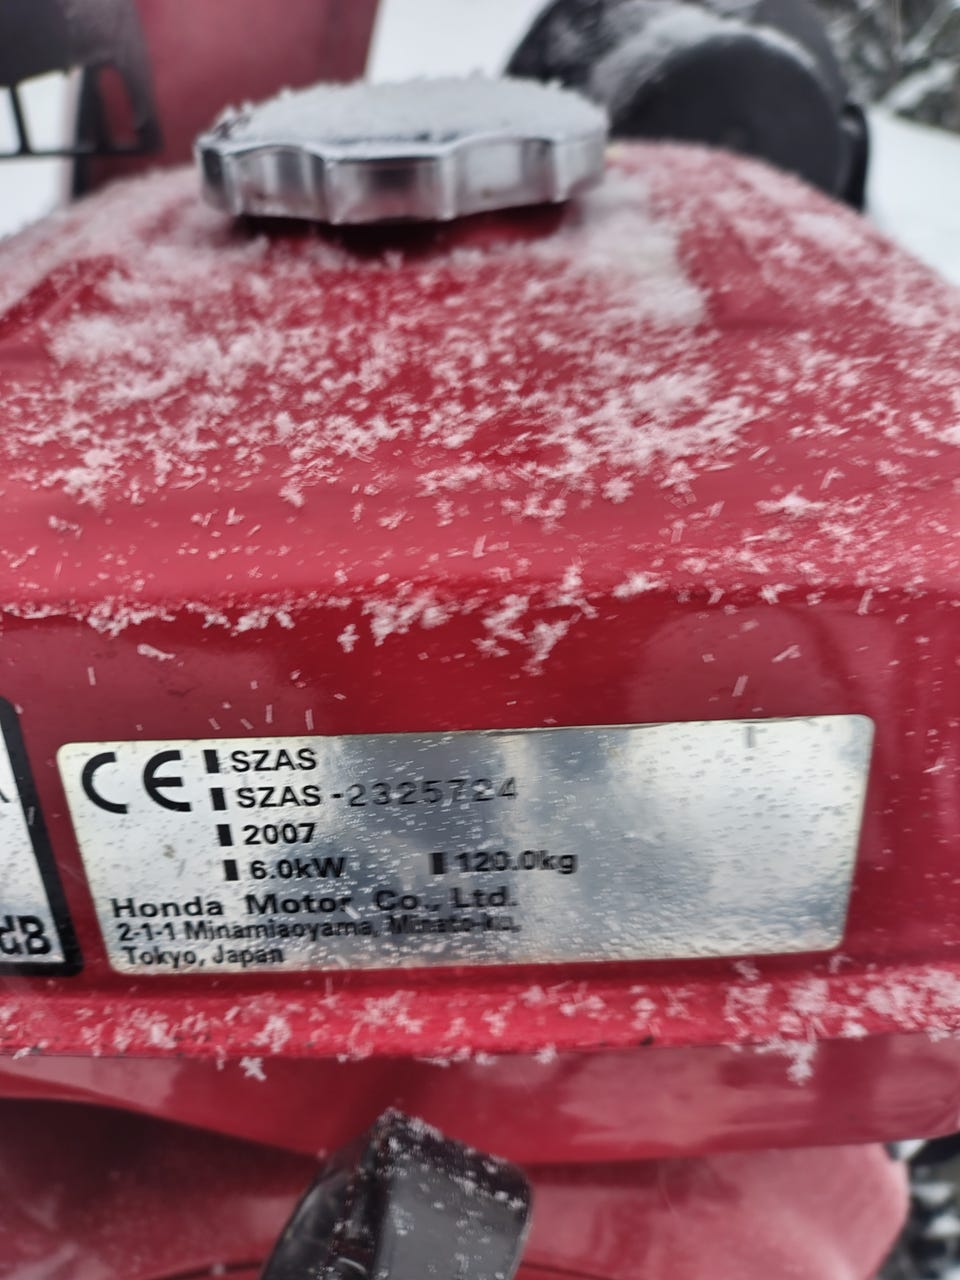 CE SZAS
SZAS-2325724
2007
6.0kW 120.0kg
Honda Motor Co., Ltd.
2-1-1 Minamiaoyama, Minato-ku,
Tokyo, Japan
dB